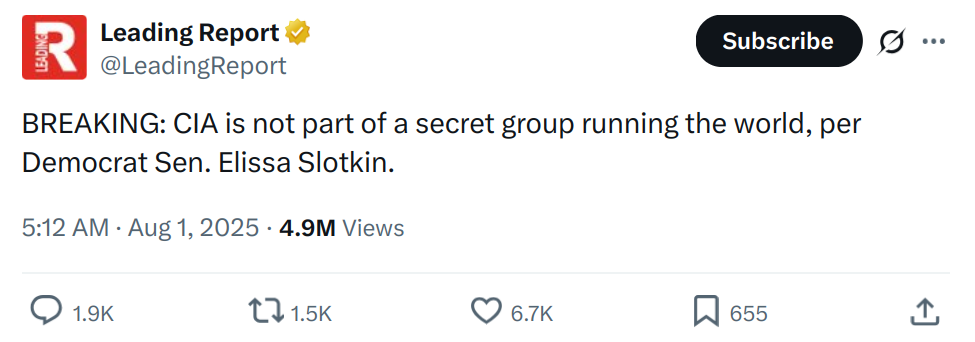 LEADING
R
Leading Report
@LeadingReport
Subscribe
BREAKING: CIA is not part of a secret group running the world, per
Democrat Sen. Elissa Slotkin.
5:12 AM · Aug 1, 2025 · 4.9M Views
1.9K 1.5K 6.7K 655